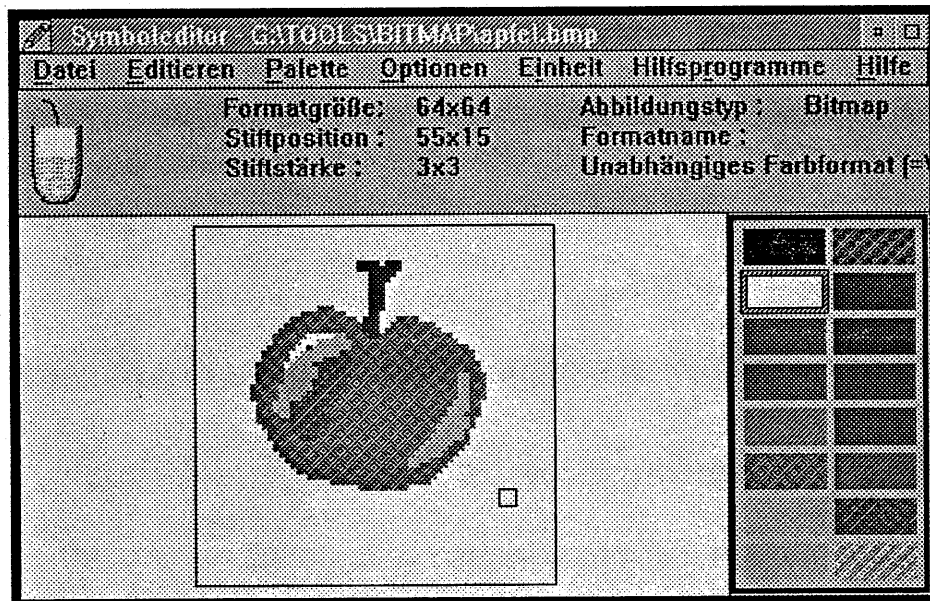 Symboleditor - G:\TOOLS\BITMAP\apfel.bmp
Datei Editieren Palette Optionen Einheit Hilfsprogramme Hilfe
Formatgröße: 64x64 Abbildungstyp : Bitmap
Stiftposition : 55x15 Formatname :
Stiftstärke : 3x3 Unabhängiges Farbformat (=V